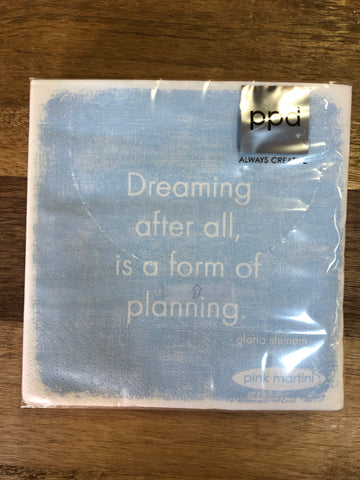 ppd
ALWAYS CREATIVE
Dreaming
after all,
is a form of
planning.
gloria steinem
pink martini